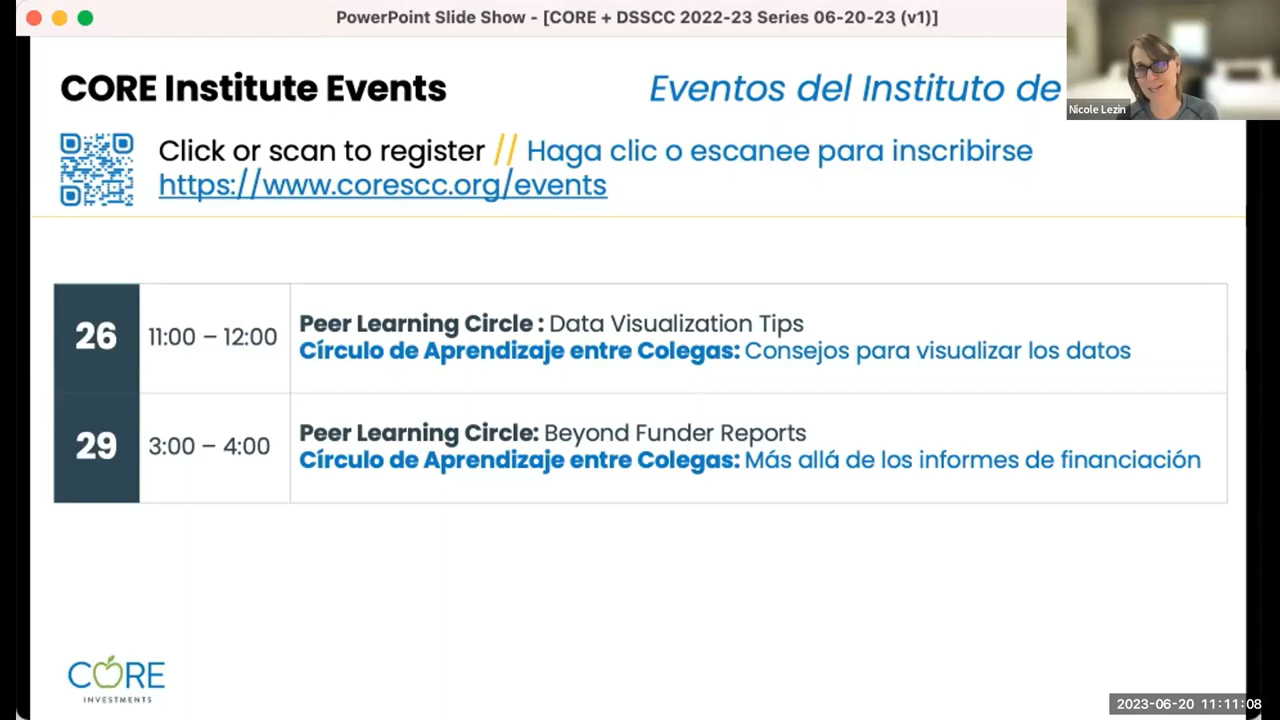 PowerPoint Slide Show - [CORE + DSSCC 2022-23 Series 06-20-23 (v1)]
CORE Institute Events
Eventos del Instituto de
Nicole Lezin
Click or scan to register // Haga clic o escanee para inscribirse
https://www.corescc.org/events
26
11:00 – 12:00
Peer Learning Circle : Data Visualization Tips
Círculo de Aprendizaje entre Colegas: Consejos para visualizar los datos
29
3:00 – 4:00
Peer Learning Circle: Beyond Funder Reports
Círculo de Aprendizaje entre Colegas: Más allá de los informes de financiación
CORE
INVESTMENTS
2023-06-20 11:11:08